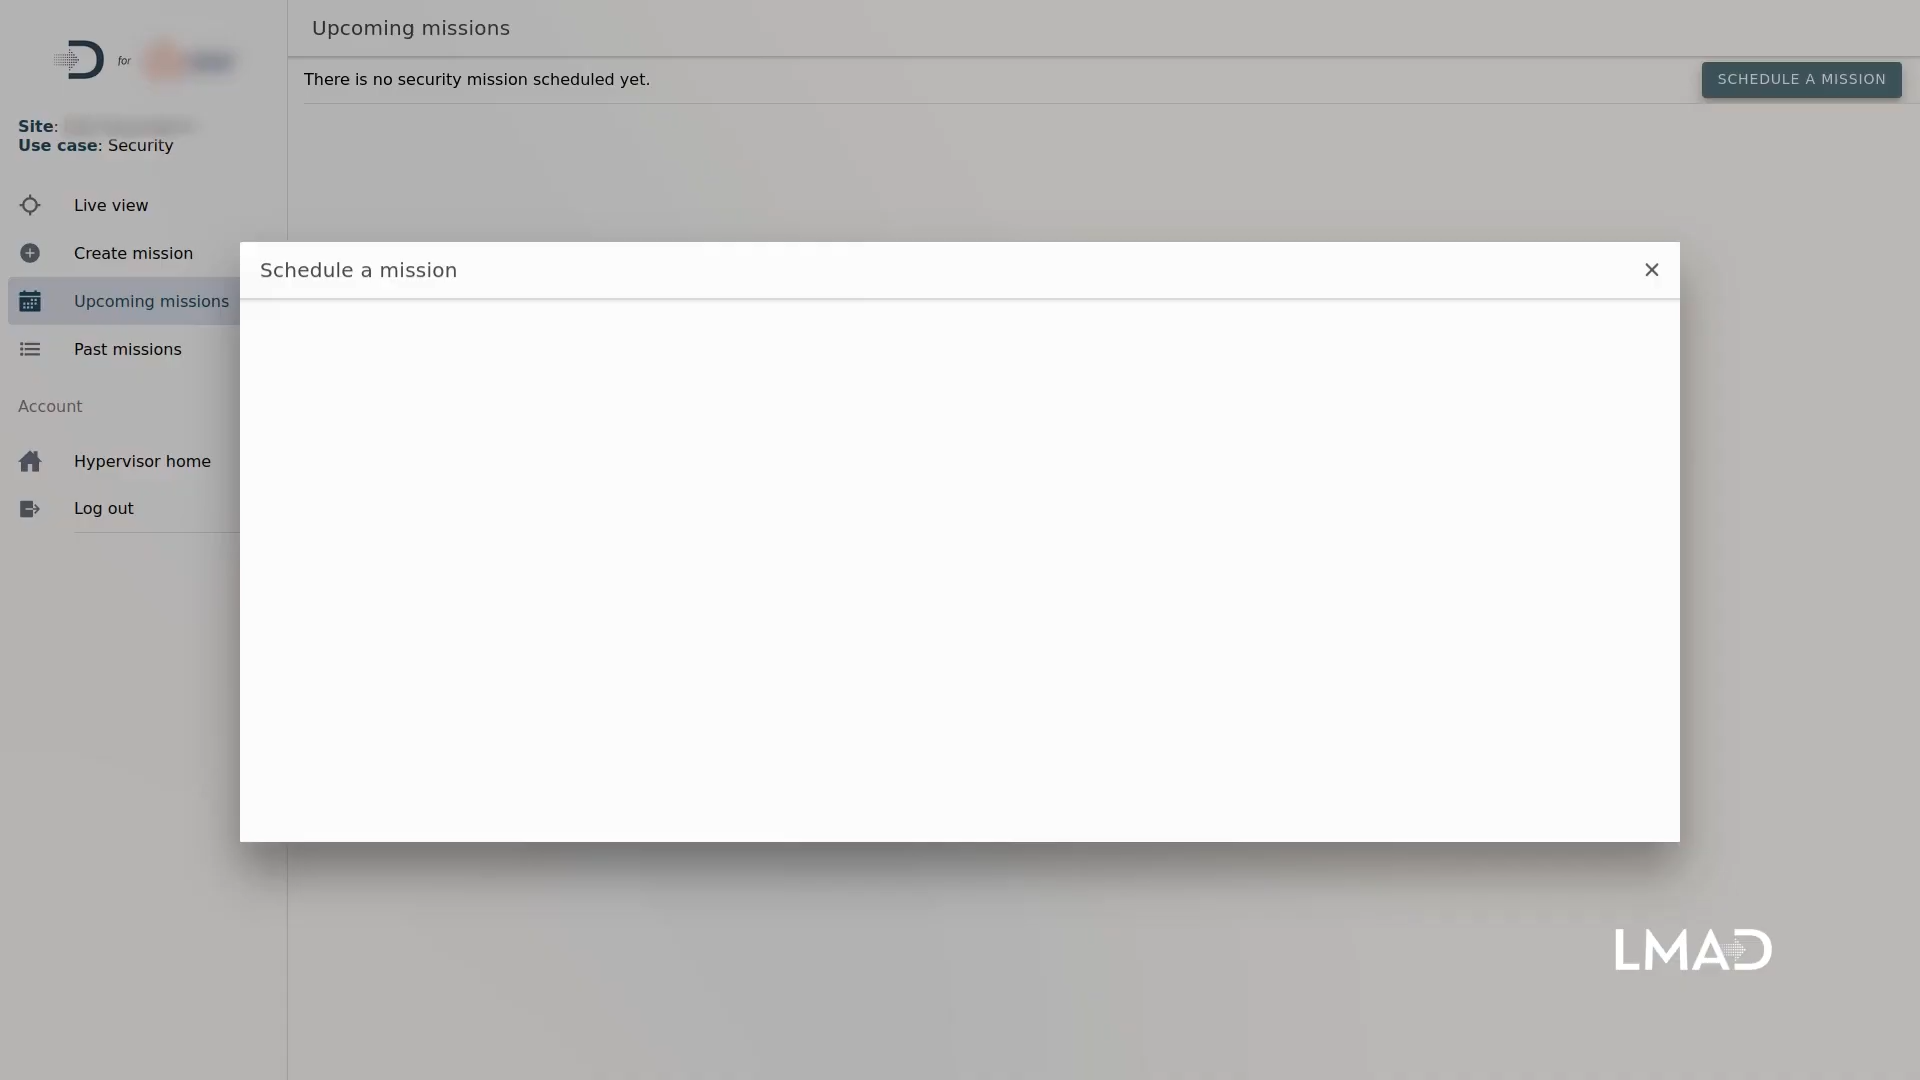 D for
Site:
Use case: Security
Live view
Create mission
Upcoming missions
Past missions
Account
Hypervisor home
Log out
Upcoming missions
There is no security mission scheduled yet.
SCHEDULE A MISSION
Schedule a mission
LMAD